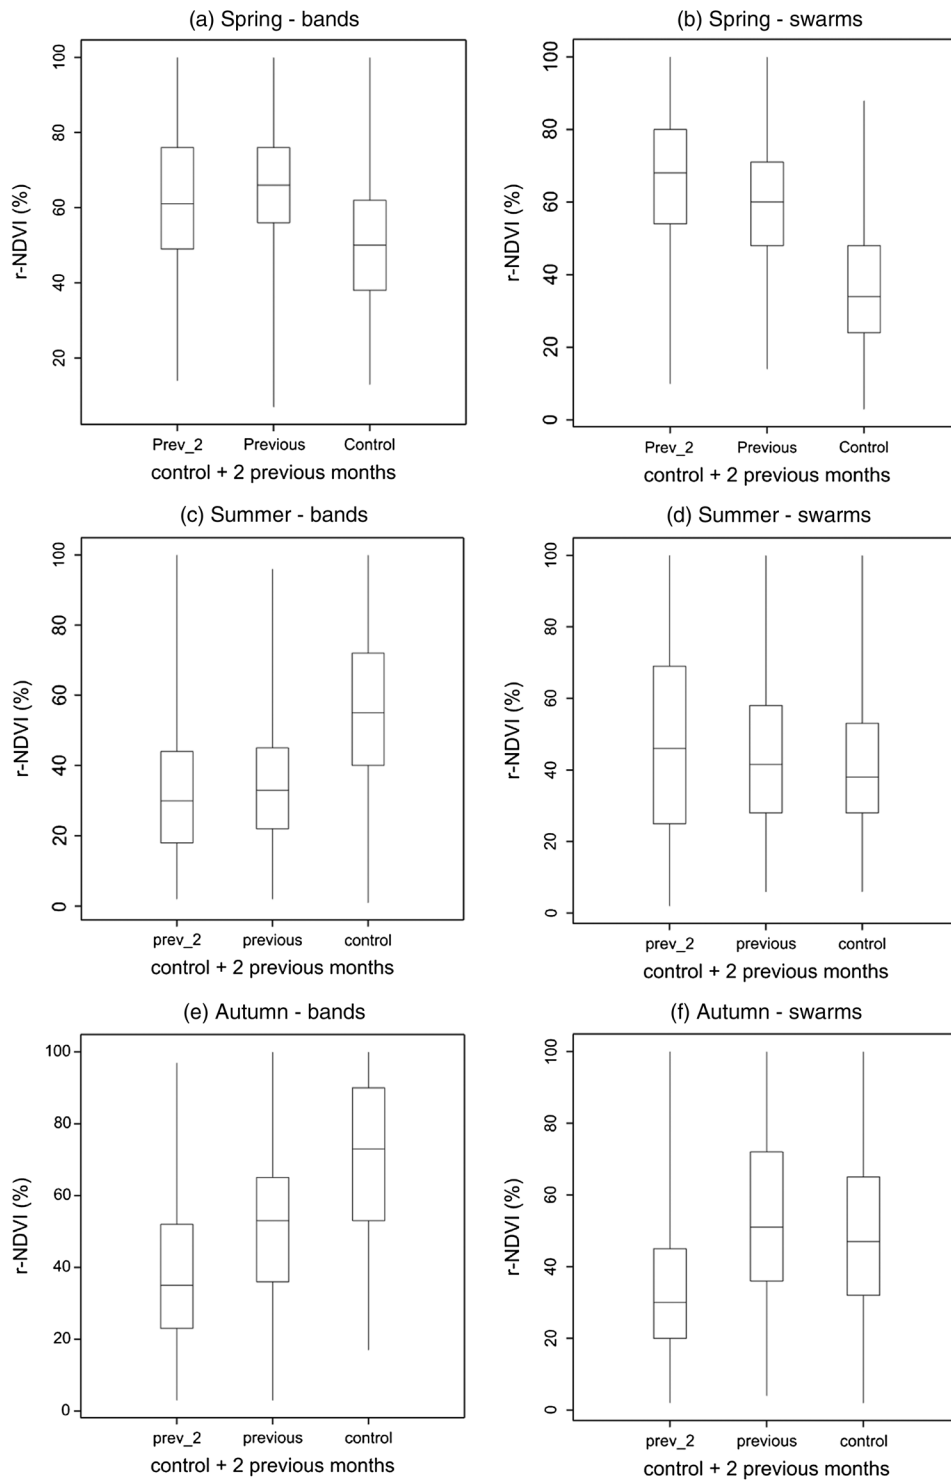 (a) Spring - bands
r-NDVI (%)
100
80
60
40
20
Prev_2 Previous Control
control + 2 previous months
(b) Spring - swarms
r-NDVI (%)
100
80
60
40
20
0
Prev_2 Previous Control
control + 2 previous months
(c) Summer - bands
r-NDVI (%)
100
80
60
40
20
0
prev_2 previous control
control + 2 previous months
(d) Summer - swarms
r-NDVI (%)
100
80
60
40
20
0
prev_2 previous control
control + 2 previous months
(e) Autumn - bands
r-NDVI (%)
100
80
60
40
20
0
prev_2 previous control
control + 2 previous months
(f) Autumn - swarms
r-NDVI (%)
100
80
60
40
20
0
prev_2 previous control
control + 2 previous months